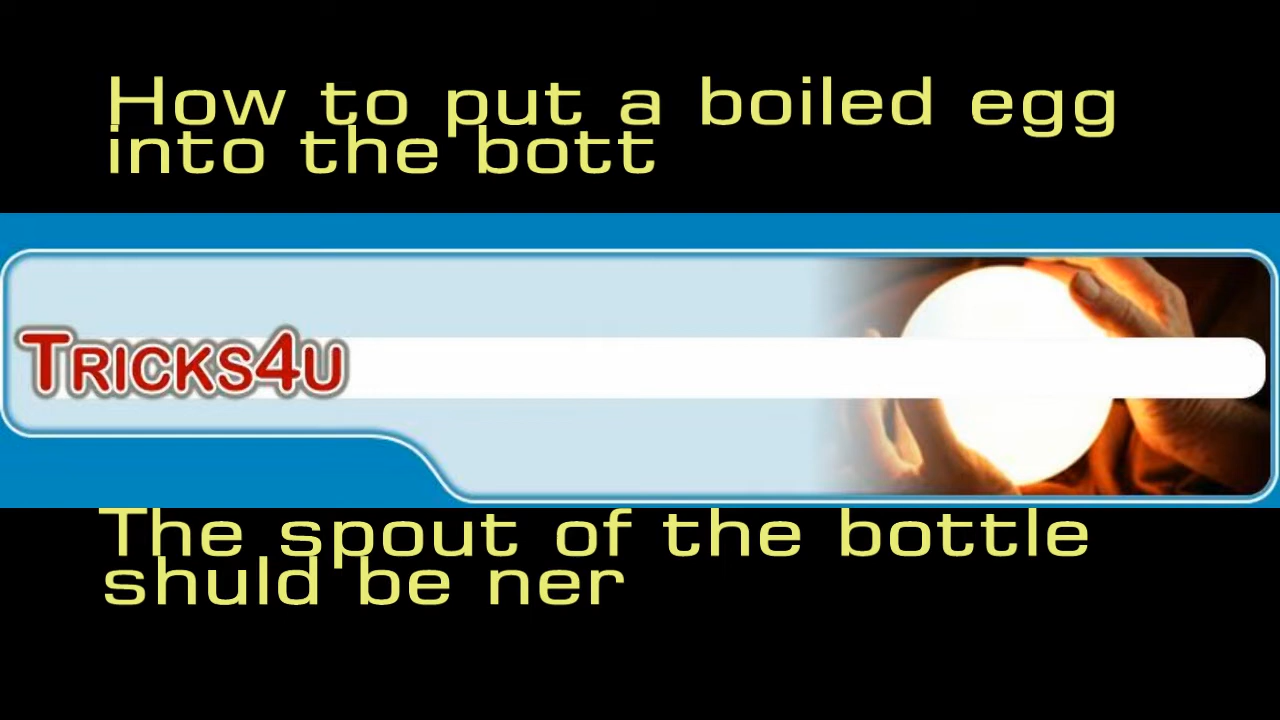 How to put a boiled egg
into the bott
Tricks4u
The spout of the bottle
shuld be ner